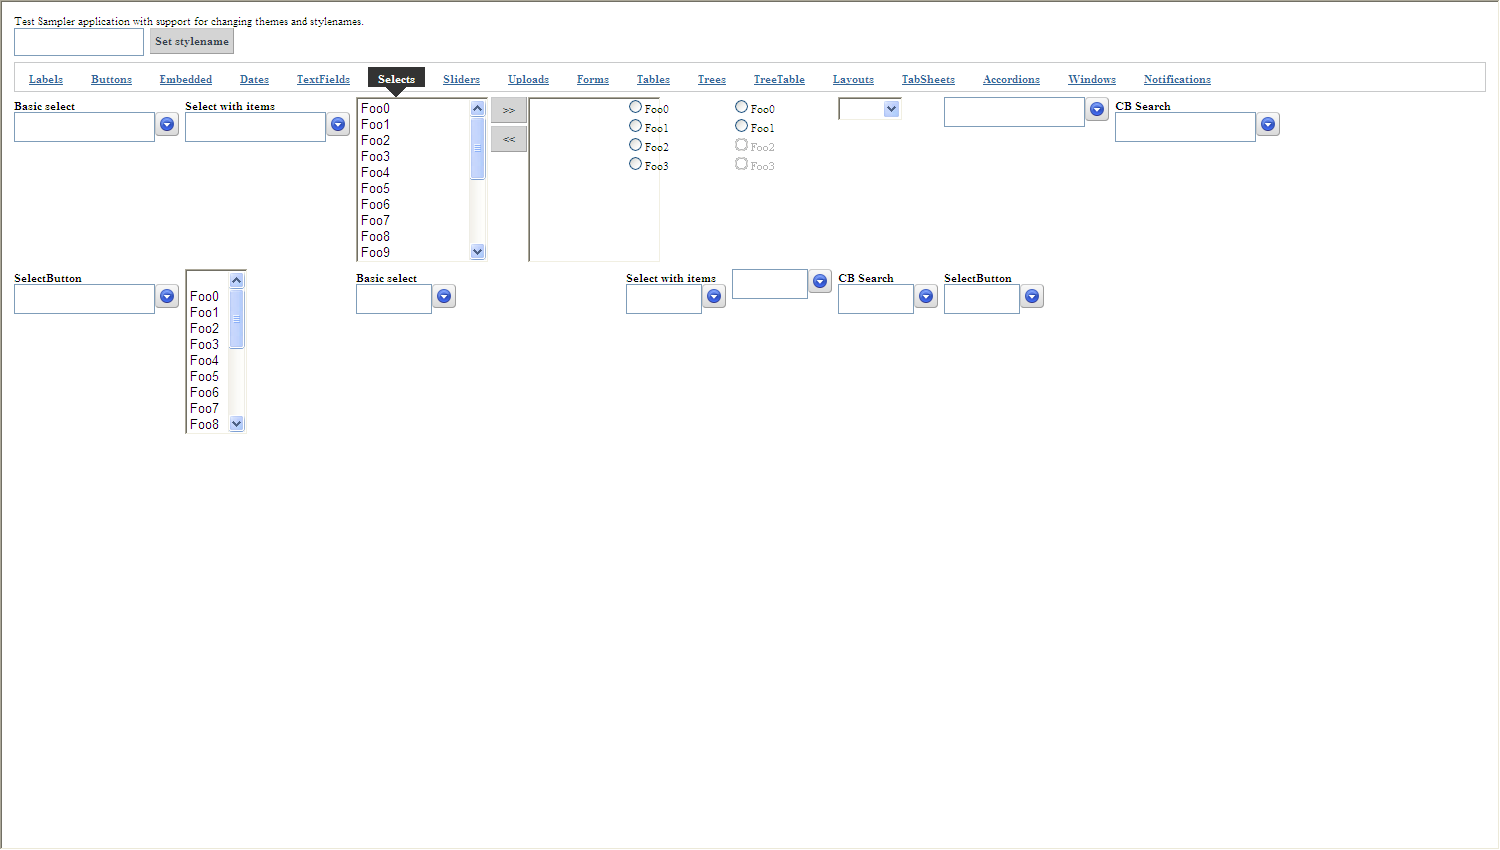 Test Sampler application with support for changing themes and stylenames.
Set stylename
Labels Buttons Embedded Dates TextFields Selects Sliders Uploads Forms Tables Trees TreeTable Layouts TabSheets Accordions Windows Notifications
Basic select
Select with items
Foo0
Foo1
Foo2
Foo3
Foo4
Foo5
Foo6
Foo7
Foo8
Foo9
>>
<<
Foo0
Foo1
Foo2
Foo3
Foo0
Foo1
Foo2
Foo3
CB Search
SelectButton
Foo0
Foo1
Foo2
Foo3
Foo4
Foo5
Foo6
Foo7
Foo8
Basic select
Select with items
CB Search
SelectButton